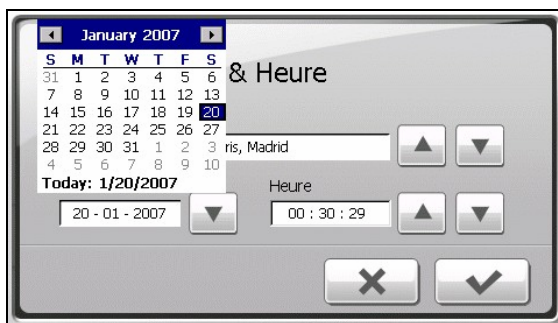 January 2007
S M T W T F S
31 1 2 3 4 5 6
7 8 9 10 11 12 13
14 15 16 17 18 19 20
21 22 23 24 25 26 27
28 29 30 31 1 2 3
4 5 6 7 8 9 10
Today: 1/20/2007
& Heure
ris, Madrid
Heure
20 - 01 - 2007
00 : 30 : 29